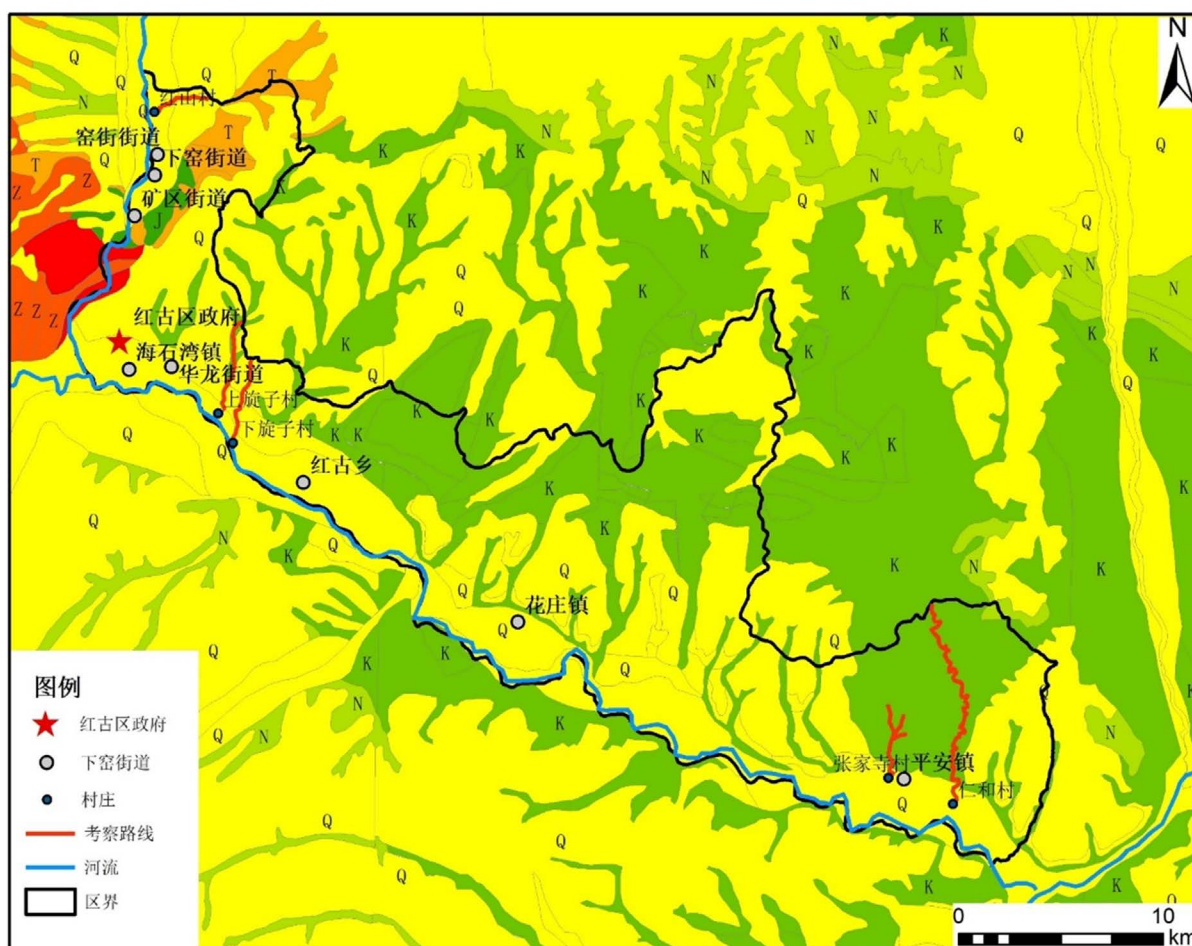 N
红山村
窑街街道
下窑街道
矿区街道
红古区政府
海石湾镇
华龙街道
上旋子村
下旋子村
红古乡
花庄镇
张家寺村
平安镇
仁和村
Q
K
N
T
Z
J
图例
红古区政府
下窑街道
村庄
考察路线
河流
区界
0 10
km